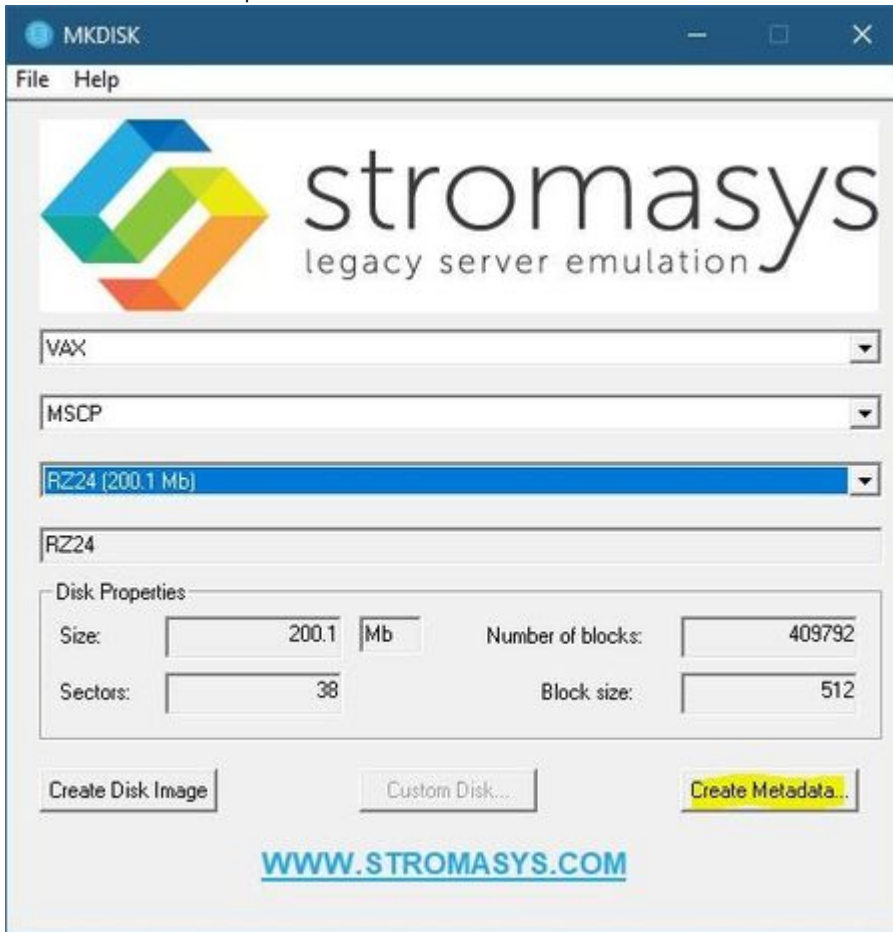 MKDISK
File Help
stromasys
legacy server emulation
VAX
MSCP
RZ24 (200.1 Mb)
RZ24
Disk Properties
Size: 200.1 Mb Number of blocks: 409792
Sectors: 38 Block size: 512
Create Disk Image Custom Disk... Create Metadata...
WWW.STROMASYS.COM